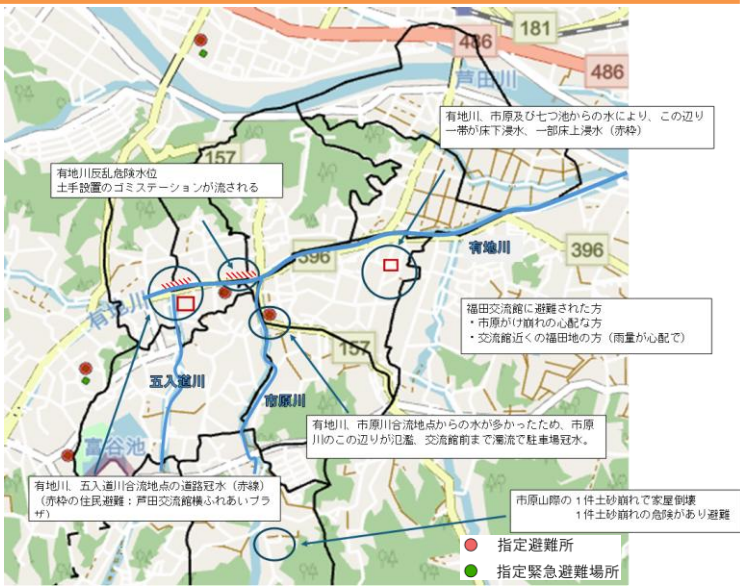 486
181
486
芦田川
有地川、市原及び七つ池からの水により、この辺り
一帯が床下浸水、一部床上浸水（赤枠）
157
有地川反乱危険水位
土手設置のゴミステーションが流される
396
有地川
396
有地川
福田交流館に避難された方
・市原がけ崩れの心配な方
・交流館近くの福田地の方（雨量が心配で）
157
五入道川
市原川
有地川、市原川合流地点からの水が多かったため、市原
川のこの辺りが氾濫、交流館前まで濁流で駐車場冠水。
富谷池
有地川、五入道川合流地点の道路冠水（赤線）
（赤枠の住民避難：芦田交流館横ふれあいプラ
ザ）
市原山際の１件土砂崩れで家屋倒壊
１件土砂崩れの危険があり避難
指定避難所
指定緊急避難場所